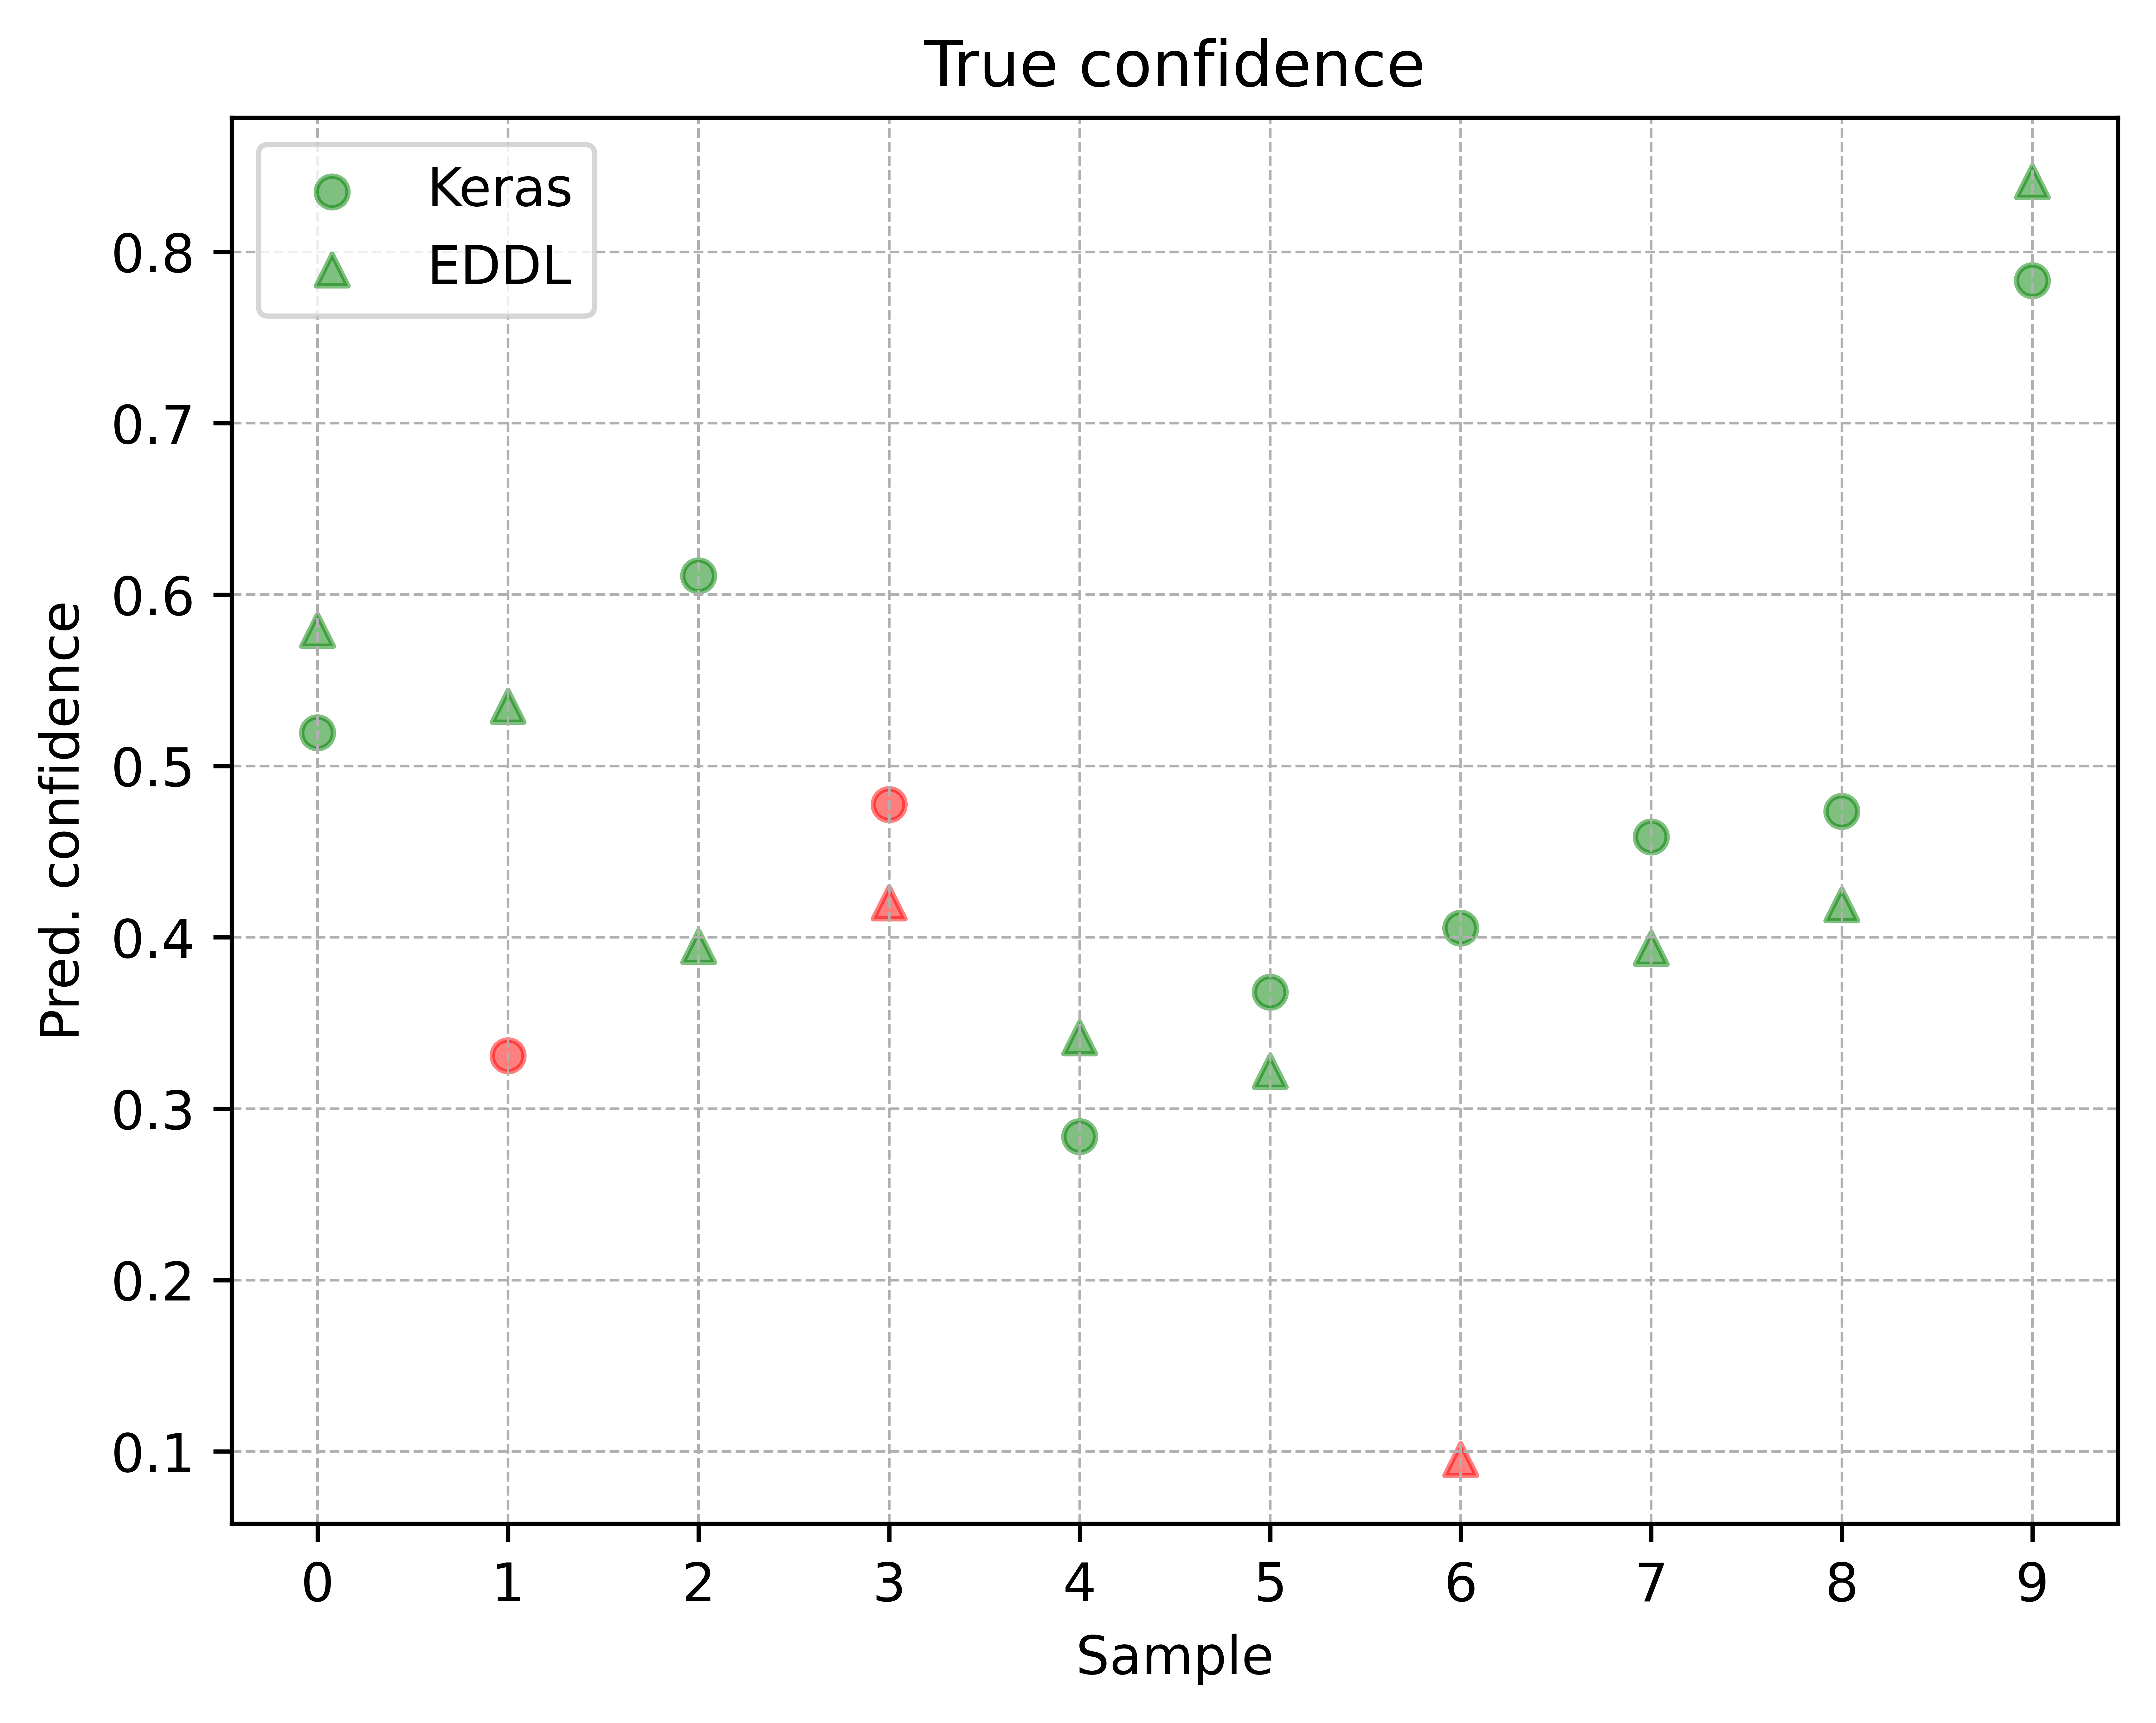 True confidence
Keras
EDDL
Pred. confidence
0.8
0.7
0.6
0.5
0.4
0.3
0.2
0.1
0 1 2 3 4 5 6 7 8 9
Sample